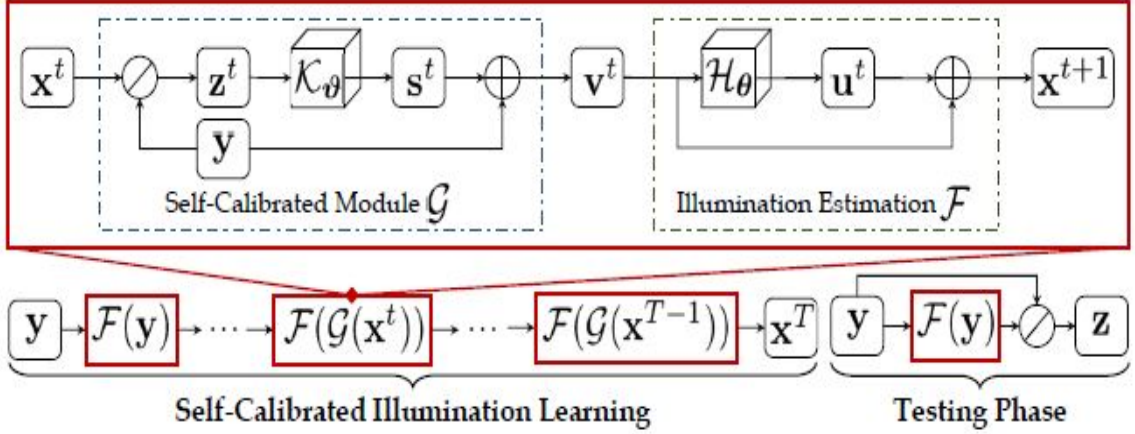 x^t ⊘ z^t K_ϑ s^t ⊕ v^t H_θ u^t ⊕ x^{t+1}
y
Self-Calibrated Module G Illumination Estimation F
y F(y) ··· F(G(x^t)) ··· F(G(x^{T−1})) x^T y F(y) ⊘ z
Self-Calibrated Illumination Learning Testing Phase